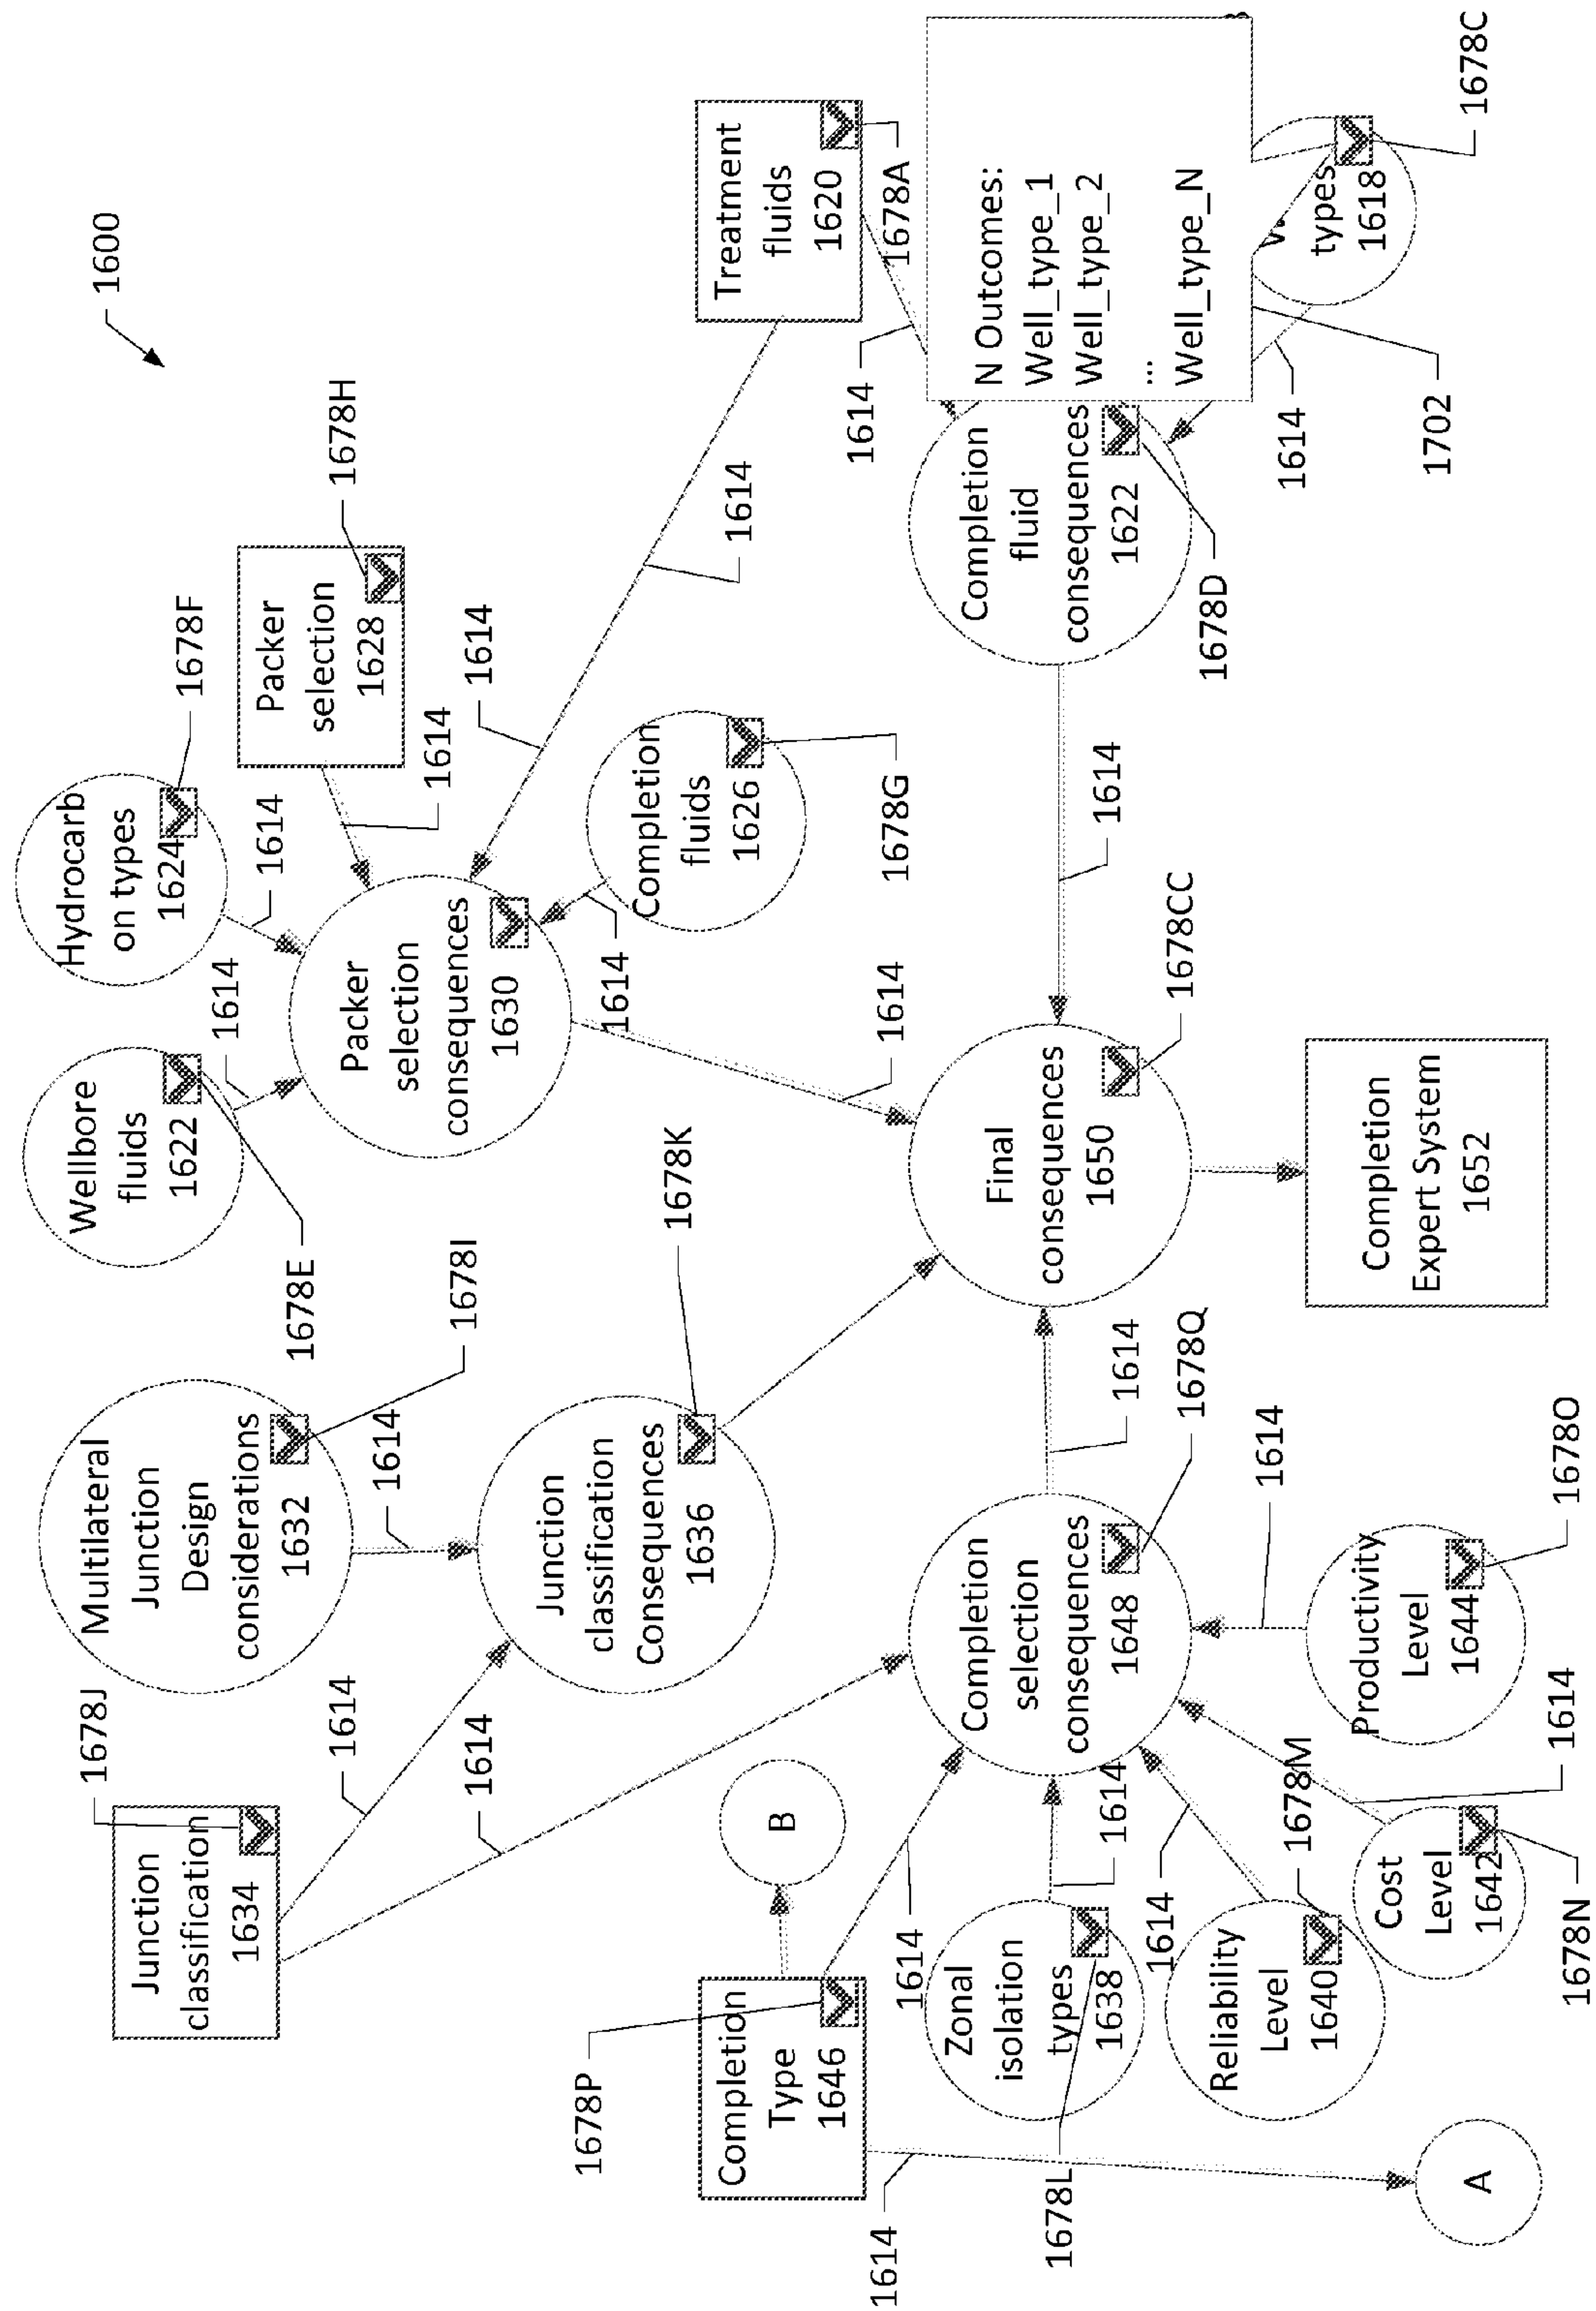 1600
Multilateral
Junction
Design
considerations
1632
1678I
1614
Junction
classification
1634
1678J
1614
1614
Junction
classification
Consequences
1636
1678K
Wellbore
fluids
1622
1678E
1614
Hydrocarb
on types
1624
1678F
1614
Packer
selection
1628
1678H
1614
Packer
selection
consequences
1630
1614
1614
Completion
fluids
1626
1678G
1614
1614
Treatment
fluids
1620
1678A
1614
N Outcomes:
Well_type_1
Well_type_2
...
Well_type_N
1702
types
1618
1678C
1614
Completion
fluid
consequences
1622
1678D
1614
Final
consequences
1650
1678CC
Completion
Expert System
1652
1614
Completion
selection
consequences
1648
1678Q
B
Completion
Type
1646
1678P
1614
1614
A
Zonal
isolation
types
1638
1678L
1614
Reliability
Level
1640
1678M
1614
Cost
Level
1642
1678N
1614
Productivity
Level
1644
1678O
1614